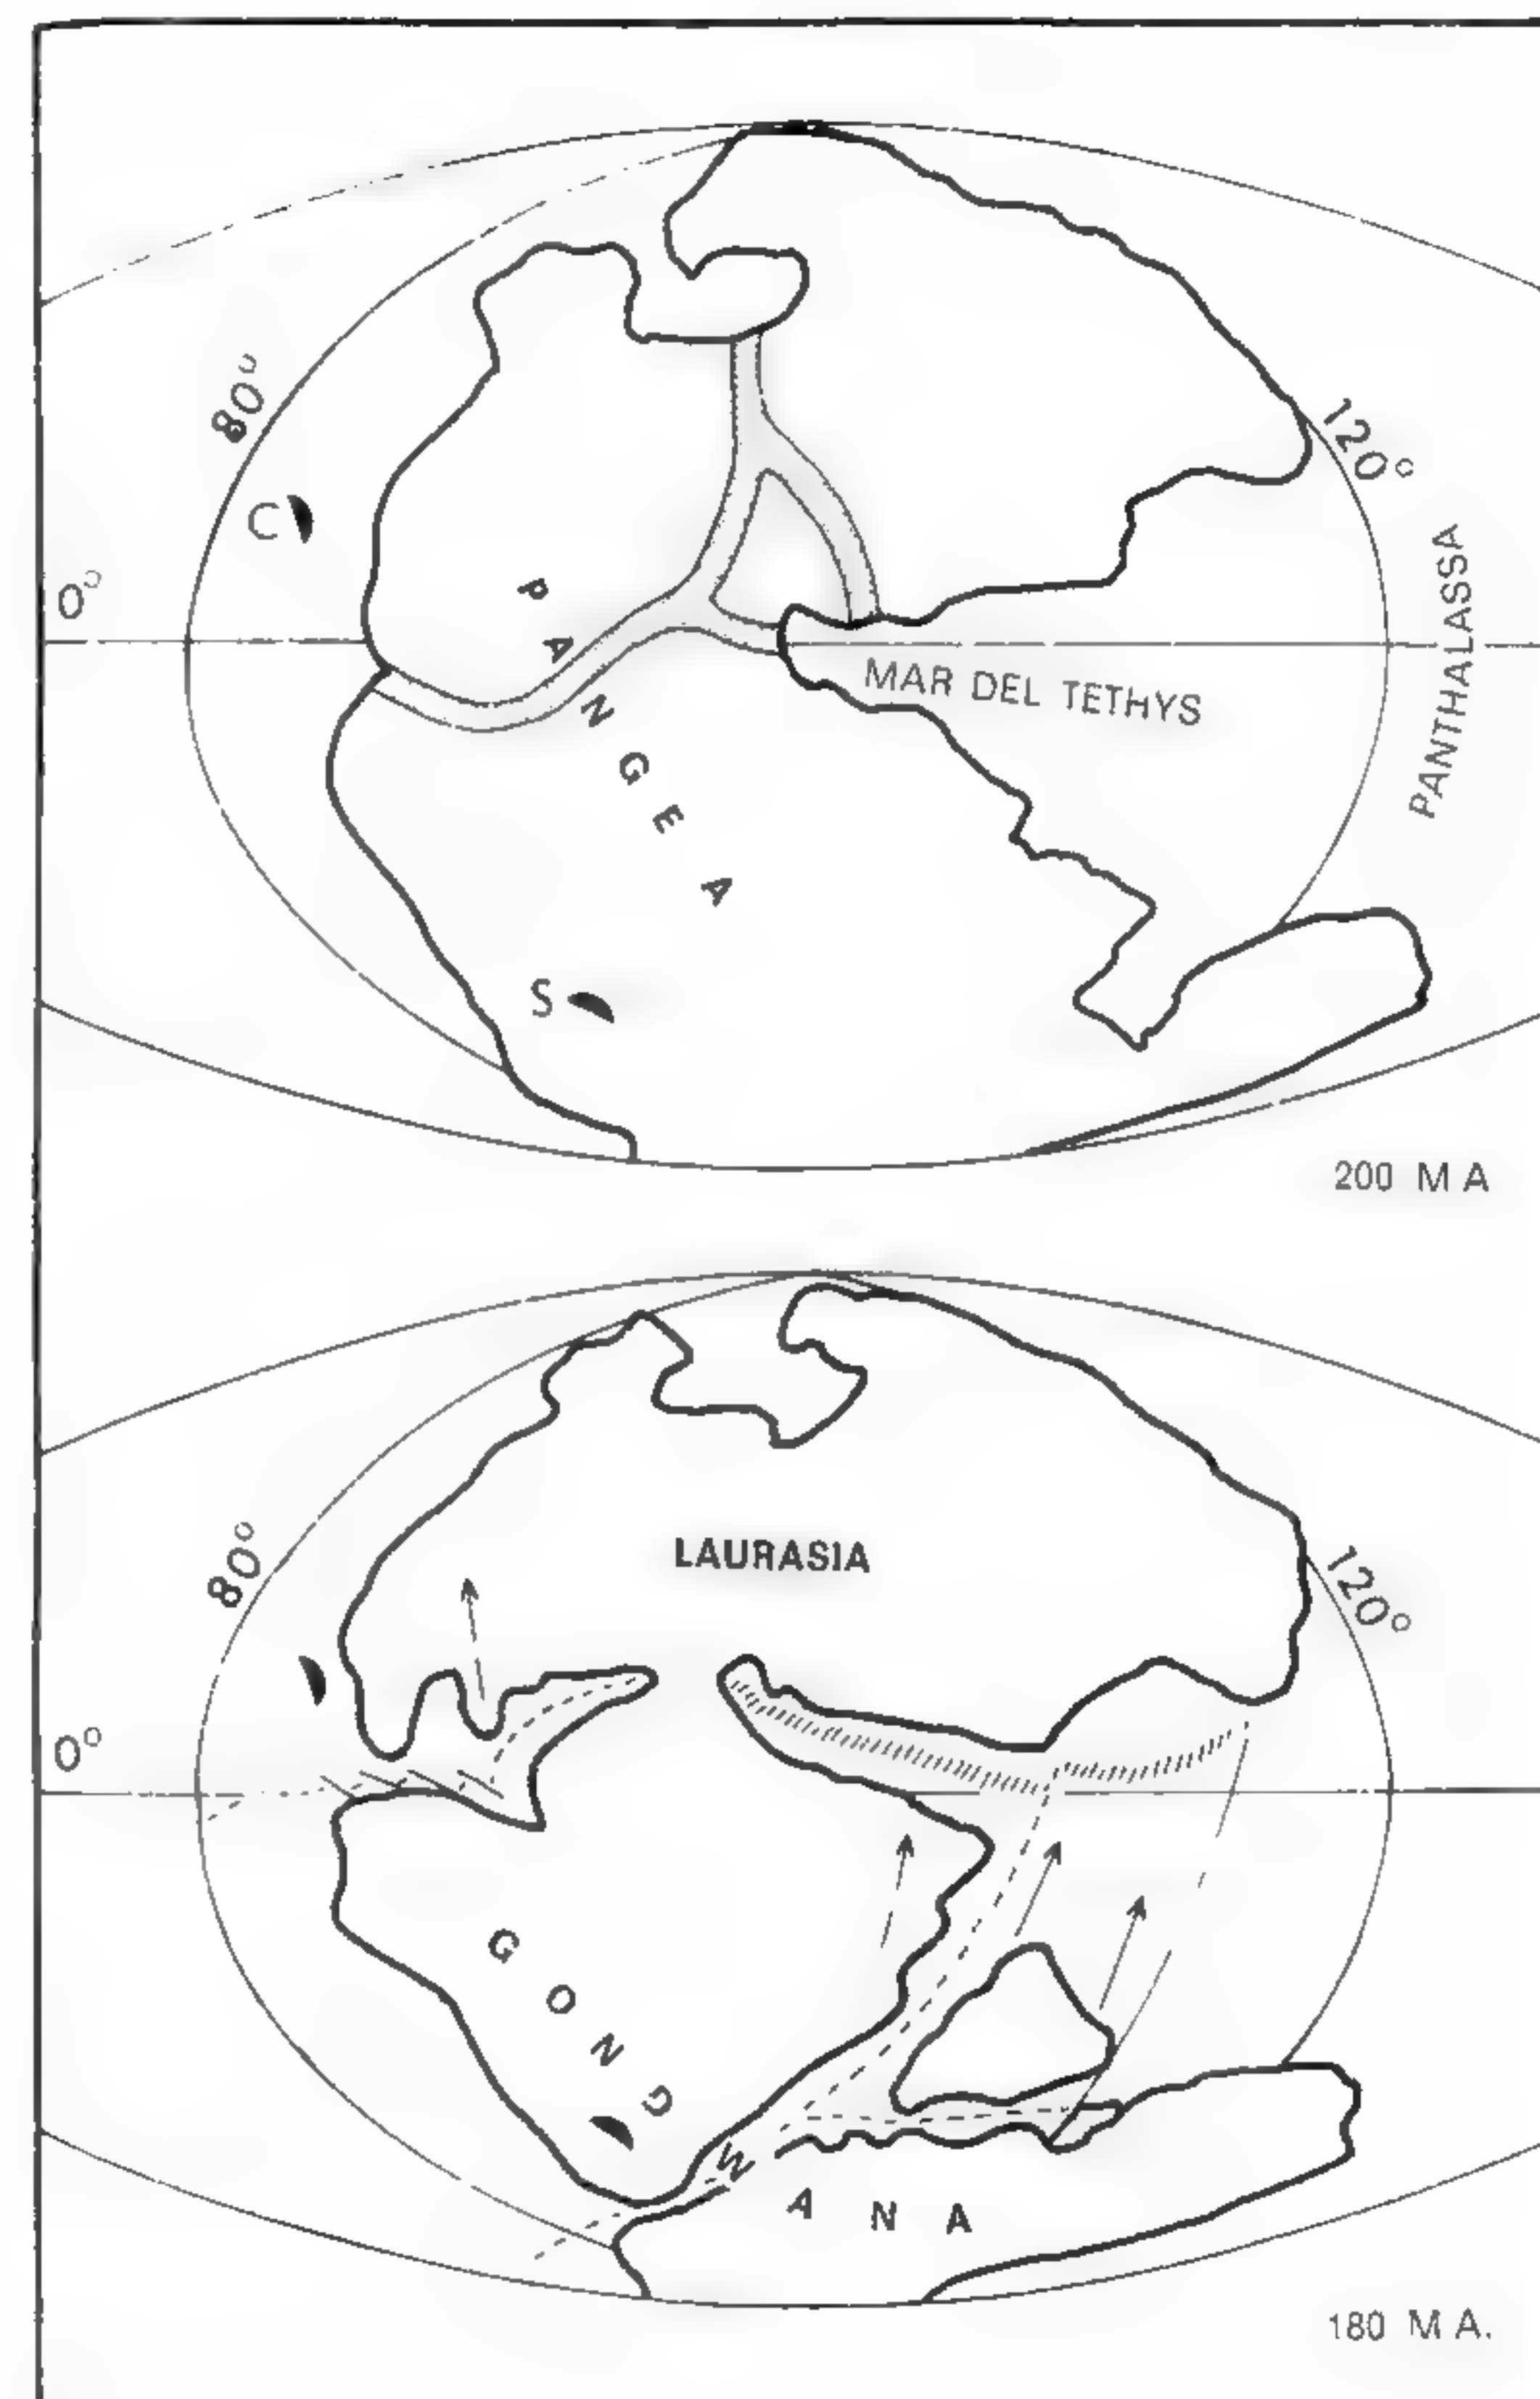 80°
120°
C
0°
PANGEA
MAR DEL TETHYS
PANTHALASSA
S
200 M A
LAURASIA
80°
120°
0°
GONDWANA
180 M A.